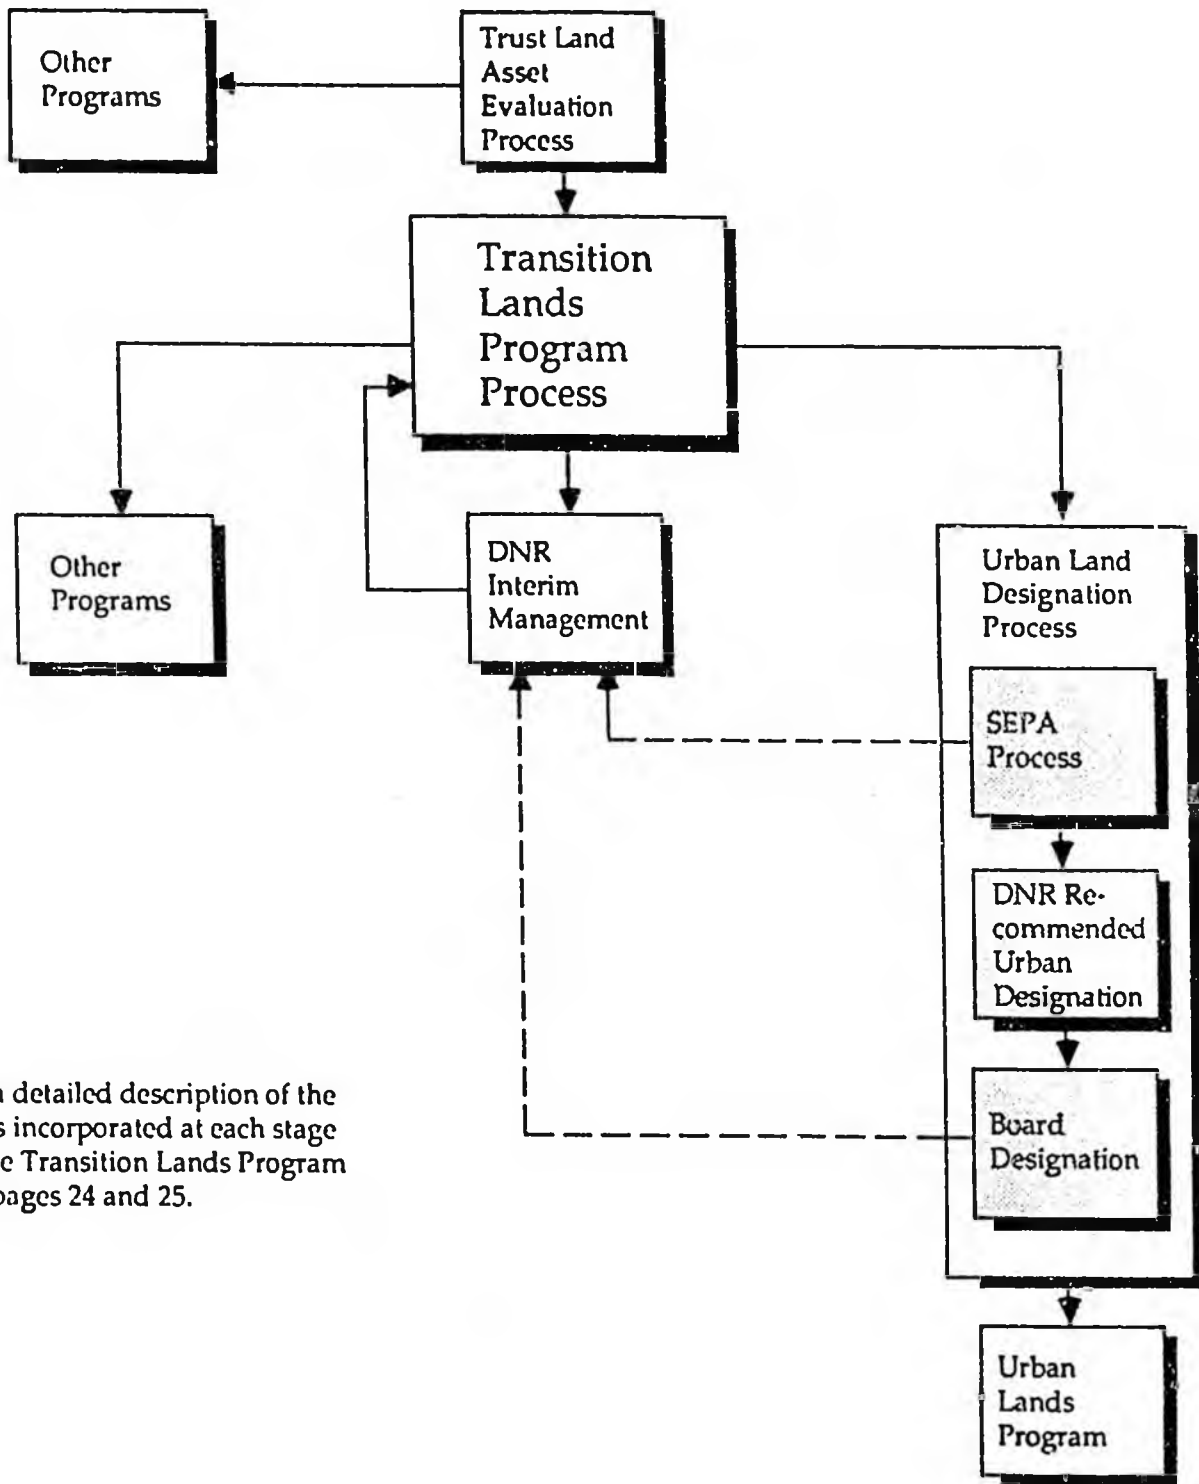 Other
Programs
Trust Land
Asset
Evaluation
Process
Transition
Lands
Program
Process
Other
Programs
DNR
Interim
Management
Urban Land
Designation
Process
SEPA
Process
DNR Re-
commended
Urban
Designation
Board
Designation
a detailed description of the
incorporated at each stage
Transition Lands Program
pages 24 and 25.
Urban
Lands
Program